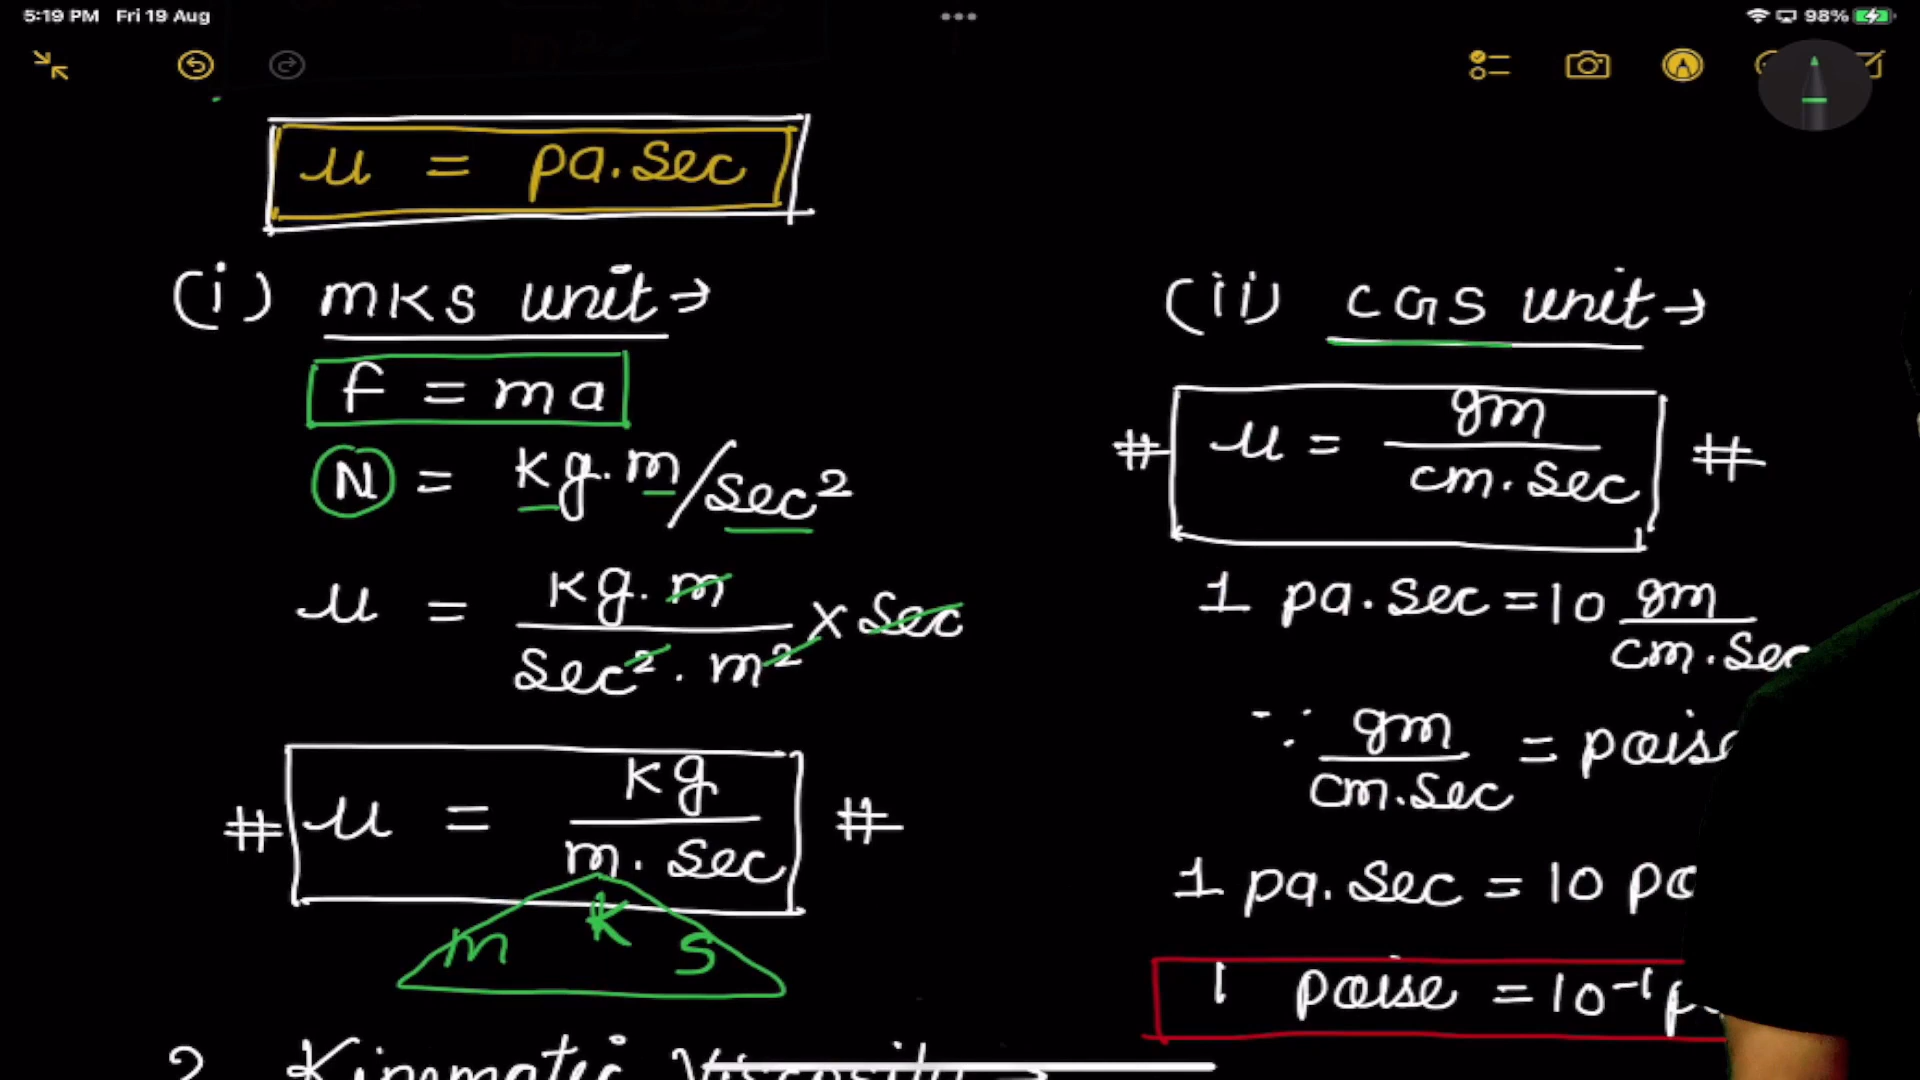 5:19 PM Fri 19 Aug
98%
μ = pa.sec
(i) MKS unit →
f = ma
N = kg.m/sec²
μ = kg.m / sec².m² × sec
# μ = kg / m.sec #
M K S
(ii) CGS unit →
# μ = gm / cm.sec #
1 pa.sec = 10 gm / cm.sec
∵ gm / cm.sec = poise
1 pa.sec = 10 po
1 poise = 10⁻¹ p
2. Kinematic Viscosity →